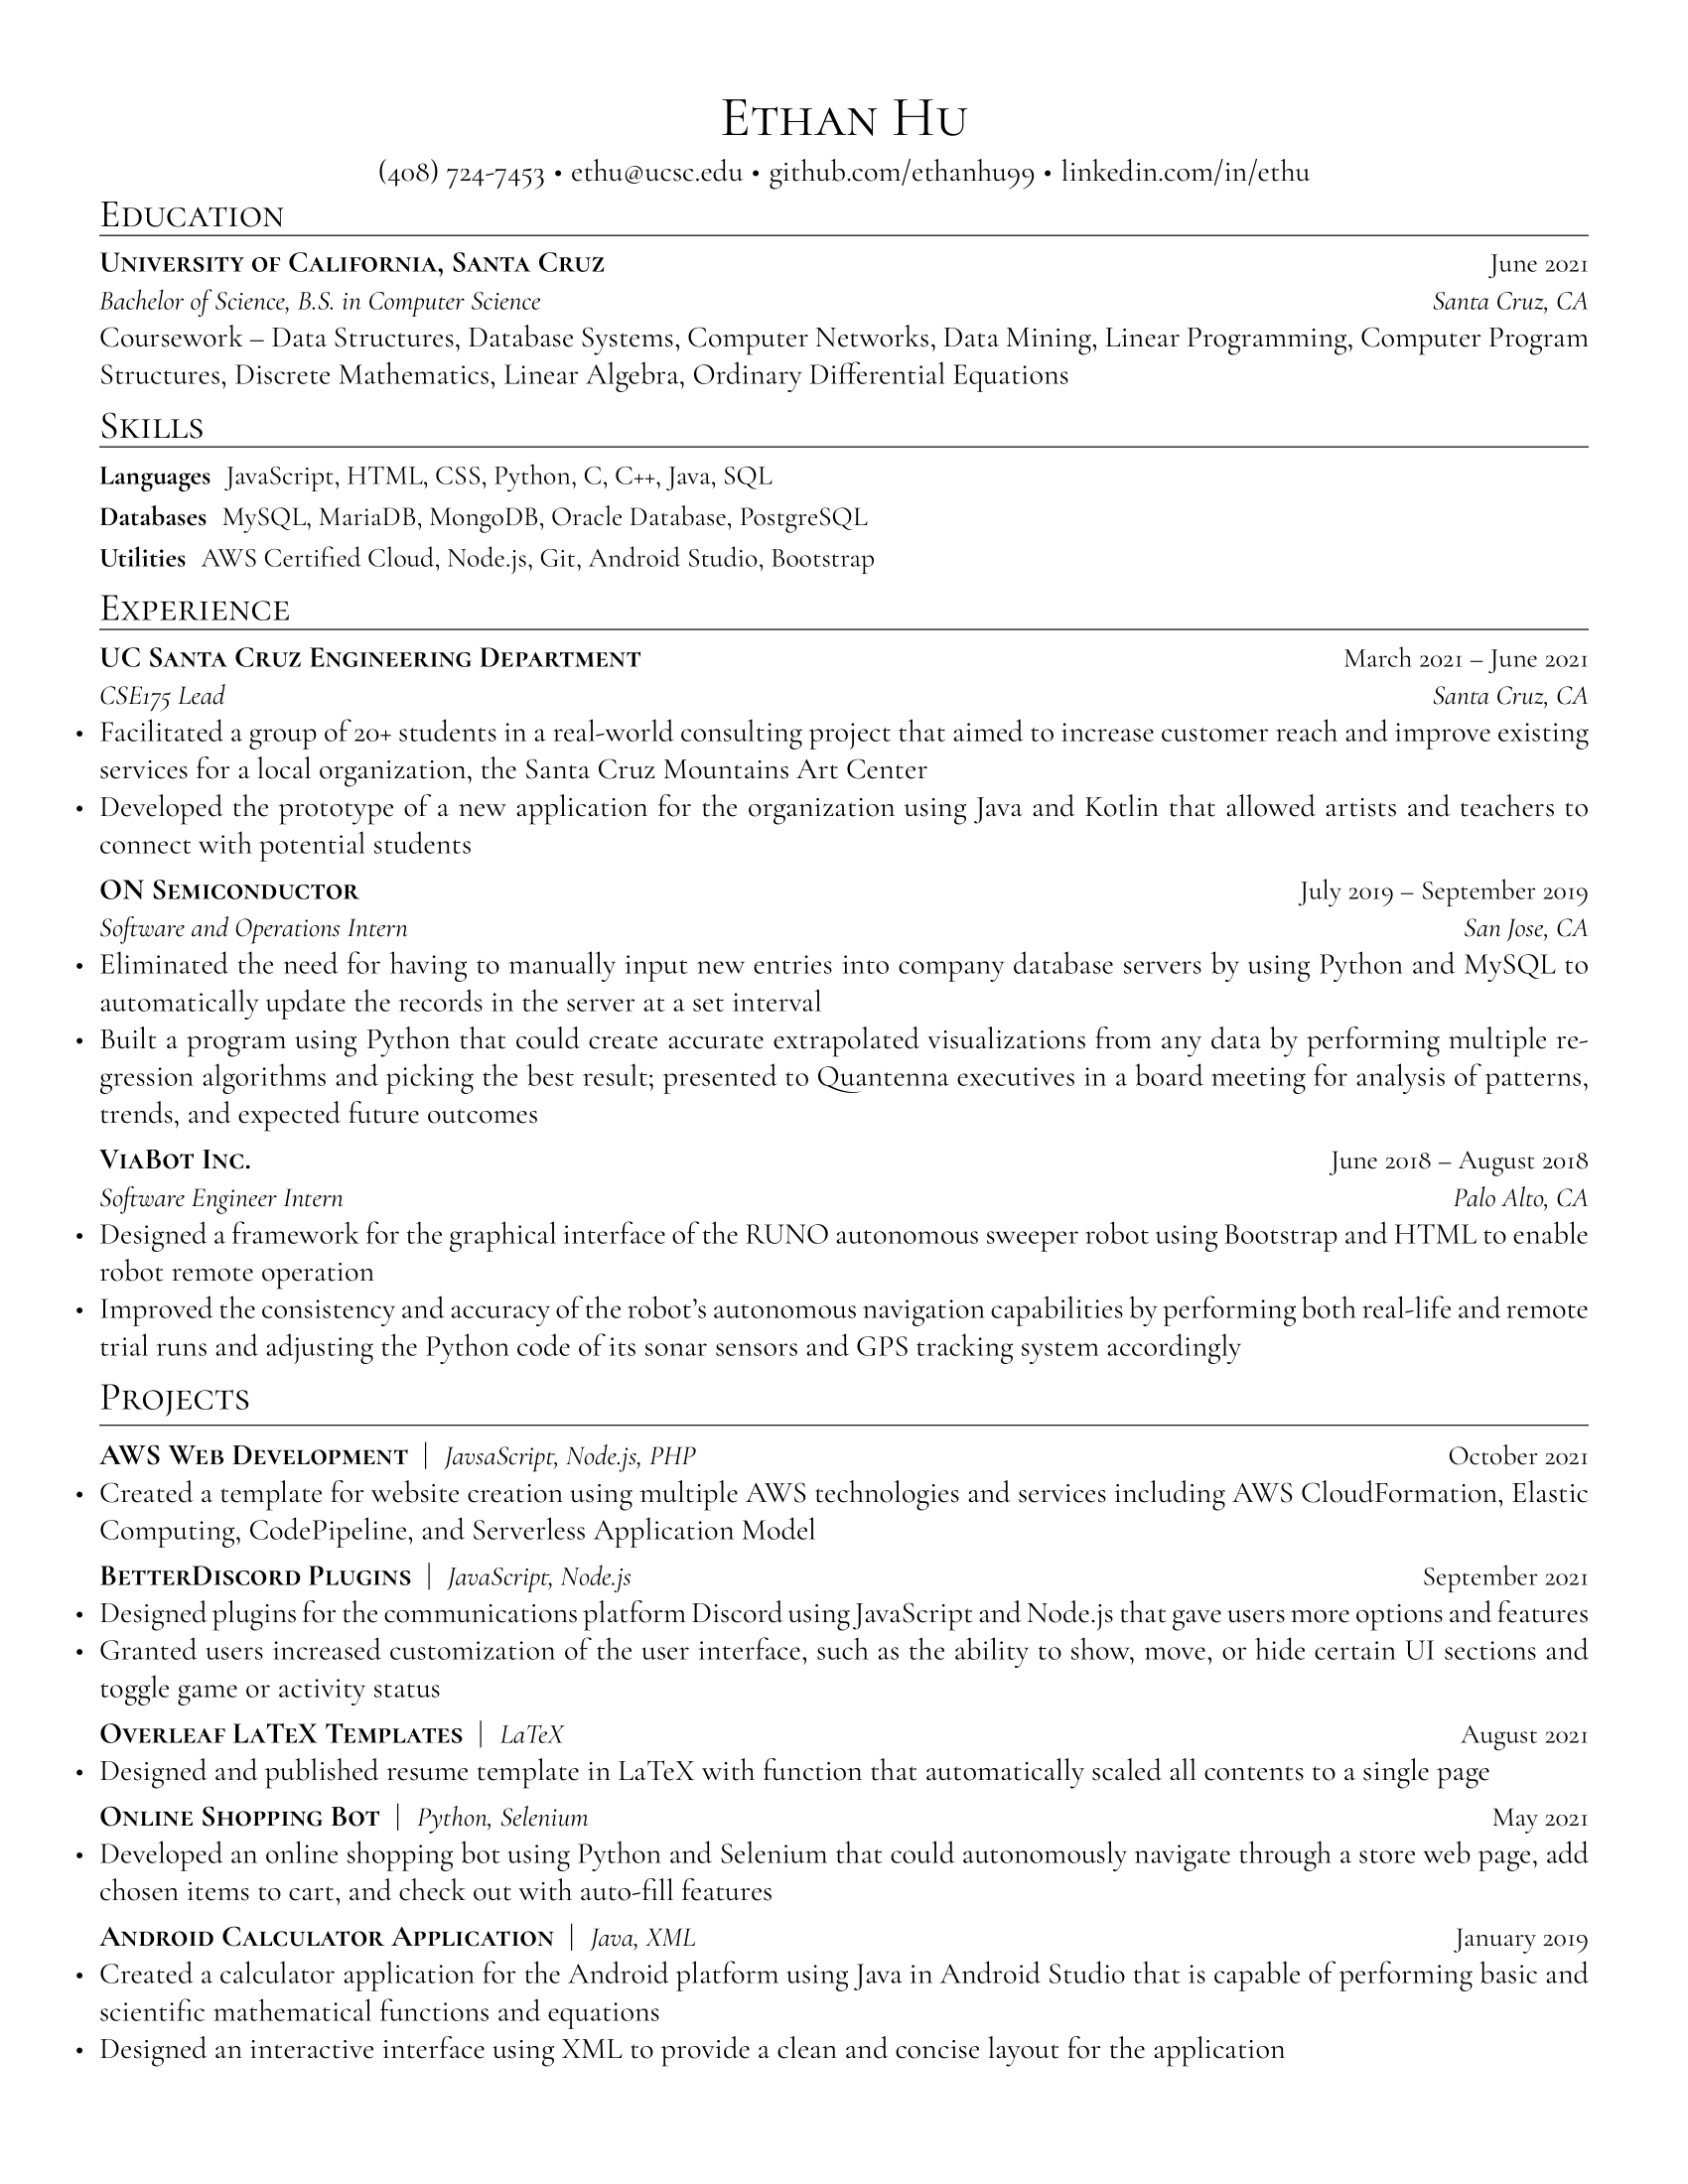 Ethan Hu
(408) 724-7453 • ethu@ucsc.edu • github.com/ethanhu99 • linkedin.com/in/ethu
Education
University of California, Santa Cruz June 2021
Bachelor of Science, B.S. in Computer Science Santa Cruz, CA
Coursework – Data Structures, Database Systems, Computer Networks, Data Mining, Linear Programming, Computer Program
Structures, Discrete Mathematics, Linear Algebra, Ordinary Differential Equations
Skills
Languages JavaScript, HTML, CSS, Python, C, C++, Java, SQL
Databases MySQL, MariaDB, MongoDB, Oracle Database, PostgreSQL
Utilities AWS Certified Cloud, Node.js, Git, Android Studio, Bootstrap
Experience
UC Santa Cruz Engineering Department March 2021 – June 2021
CSE175 Lead Santa Cruz, CA
• Facilitated a group of 20+ students in a real-world consulting project that aimed to increase customer reach and improve existing
services for a local organization, the Santa Cruz Mountains Art Center
• Developed the prototype of a new application for the organization using Java and Kotlin that allowed artists and teachers to
connect with potential students
ON Semiconductor July 2019 – September 2019
Software and Operations Intern San Jose, CA
• Eliminated the need for having to manually input new entries into company database servers by using Python and MySQL to
automatically update the records in the server at a set interval
• Built a program using Python that could create accurate extrapolated visualizations from any data by performing multiple re-
gression algorithms and picking the best result; presented to Quantenna executives in a board meeting for analysis of patterns,
trends, and expected future outcomes
ViaBot Inc. June 2018 – August 2018
Software Engineer Intern Palo Alto, CA
• Designed a framework for the graphical interface of the RUNO autonomous sweeper robot using Bootstrap and HTML to enable
robot remote operation
• Improved the consistency and accuracy of the robot’s autonomous navigation capabilities by performing both real-life and remote
trial runs and adjusting the Python code of its sonar sensors and GPS tracking system accordingly
Projects
AWS Web Development | JavsaScript, Node.js, PHP October 2021
• Created a template for website creation using multiple AWS technologies and services including AWS CloudFormation, Elastic
Computing, CodePipeline, and Serverless Application Model
BetterDiscord Plugins | JavaScript, Node.js September 2021
• Designed plugins for the communications platform Discord using JavaScript and Node.js that gave users more options and features
• Granted users increased customization of the user interface, such as the ability to show, move, or hide certain UI sections and
toggle game or activity status
Overleaf LaTeX Templates | LaTeX August 2021
• Designed and published resume template in LaTeX with function that automatically scaled all contents to a single page
Online Shopping Bot | Python, Selenium May 2021
• Developed an online shopping bot using Python and Selenium that could autonomously navigate through a store web page, add
chosen items to cart, and check out with auto-fill features
Android Calculator Application | Java, XML January 2019
• Created a calculator application for the Android platform using Java in Android Studio that is capable of performing basic and
scientific mathematical functions and equations
• Designed an interactive interface using XML to provide a clean and concise layout for the application